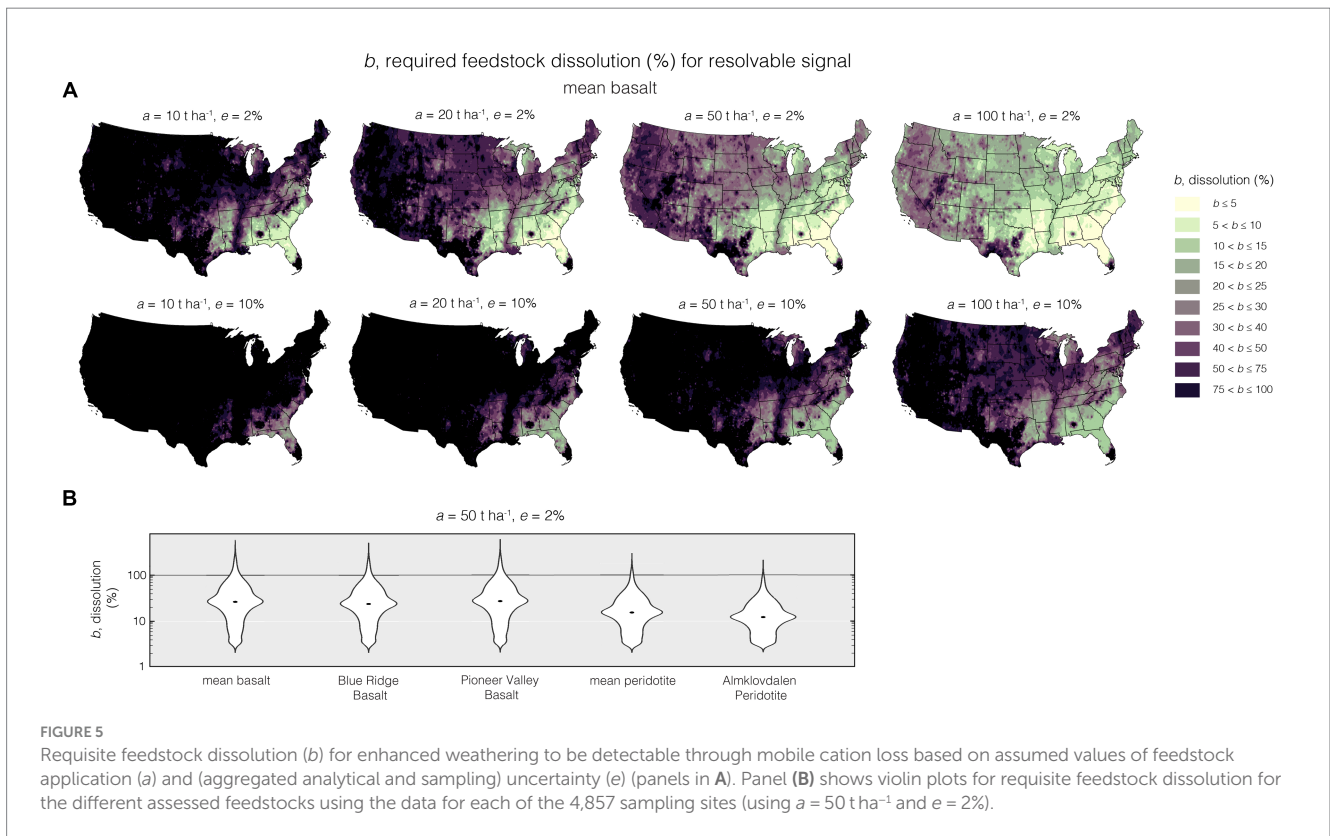 b, required feedstock dissolution (%) for resolvable signal
mean basalt
A
a = 10 t ha⁻¹, e = 2%
a = 20 t ha⁻¹, e = 2%
a = 50 t ha⁻¹, e = 2%
a = 100 t ha⁻¹, e = 2%
a = 10 t ha⁻¹, e = 10%
a = 20 t ha⁻¹, e = 10%
a = 50 t ha⁻¹, e = 10%
a = 100 t ha⁻¹, e = 10%
b, dissolution (%)
b ≤ 5
5 < b ≤ 10
10 < b ≤ 15
15 < b ≤ 20
20 < b ≤ 25
25 < b ≤ 30
30 < b ≤ 40
40 < b ≤ 50
50 < b ≤ 75
75 < b ≤ 100
B
a = 50 t ha⁻¹, e = 2%
b, dissolution
(%)
100
10
1
mean basalt
Blue Ridge
Basalt
Pioneer Valley
Basalt
mean peridotite
Almklovdalen
Peridotite
FIGURE 5
Requisite feedstock dissolution (b) for enhanced weathering to be detectable through mobile cation loss based on assumed values of feedstock
application (a) and (aggregated analytical and sampling) uncertainty (e) (panels in A). Panel (B) shows violin plots for requisite feedstock dissolution for
the different assessed feedstocks using the data for each of the 4,857 sampling sites (using a = 50 t ha⁻¹ and e = 2%).